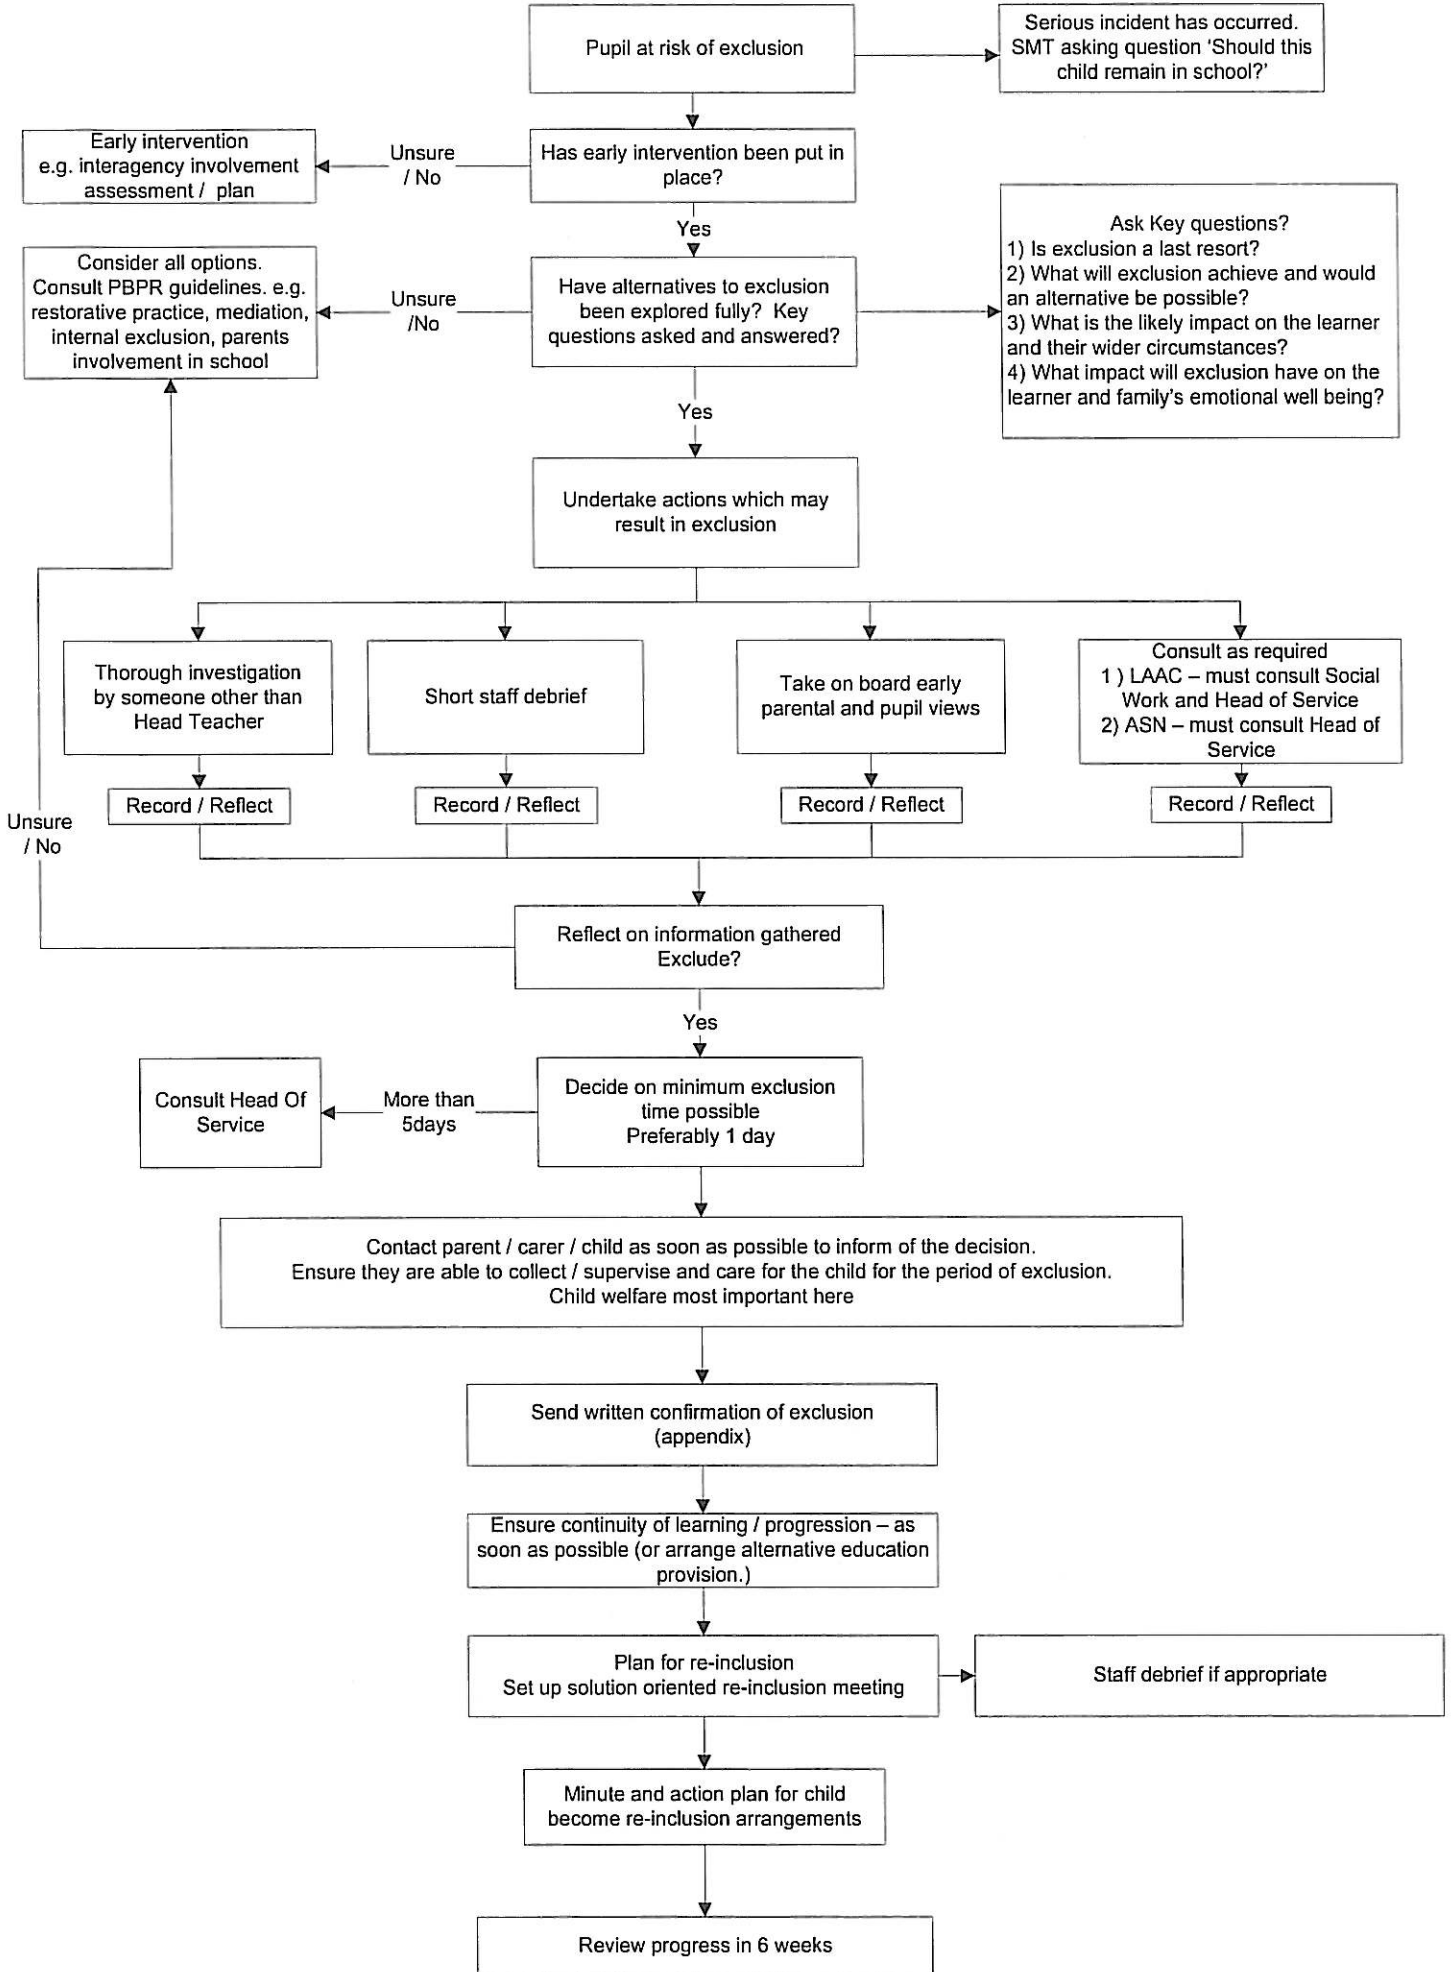 Pupil at risk of exclusion
Serious incident has occurred.
SMT asking question 'Should this
child remain in school?'
Early intervention
e.g. interagency involvement
assessment / plan
Unsure
/ No
Has early intervention been put in
place?
Yes
Consider all options.
Consult PBPR guidelines. e.g.
restorative practice, mediation,
internal exclusion, parents
involvement in school
Unsure
/No
Have alternatives to exclusion
been explored fully? Key
questions asked and answered?
Ask Key questions?
1) Is exclusion a last resort?
2) What will exclusion achieve and would
an alternative be possible?
3) What is the likely impact on the learner
and their wider circumstances?
4) What impact will exclusion have on the
learner and family's emotional well being?
Yes
Undertake actions which may
result in exclusion
Thorough investigation
by someone other than
Head Teacher
Short staff debrief
Take on board early
parental and pupil views
Consult as required
1 ) LAAC – must consult Social
Work and Head of Service
2) ASN – must consult Head of
Service
Record / Reflect
Record / Reflect
Record / Reflect
Record / Reflect
Unsure
/ No
Reflect on information gathered
Exclude?
Yes
Consult Head Of
Service
More than
5days
Decide on minimum exclusion
time possible
Preferably 1 day
Contact parent / carer / child as soon as possible to inform of the decision.
Ensure they are able to collect / supervise and care for the child for the period of exclusion.
Child welfare most important here
Send written confirmation of exclusion
(appendix)
Ensure continuity of learning / progression – as
soon as possible (or arrange alternative education
provision.)
Plan for re-inclusion
Set up solution oriented re-inclusion meeting
Staff debrief if appropriate
Minute and action plan for child
become re-inclusion arrangements
Review progress in 6 weeks